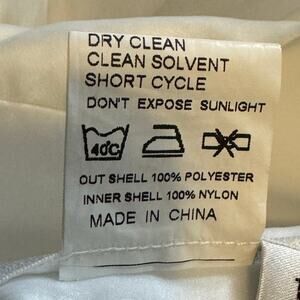 DRY CLEAN
CLEAN SOLVENT
SHORT CYCLE
DON'T EXPOSE SUNLIGHT
40°C
OUT SHELL 100% POLYESTER
INNER SHELL 100% NYLON
MADE IN CHINA